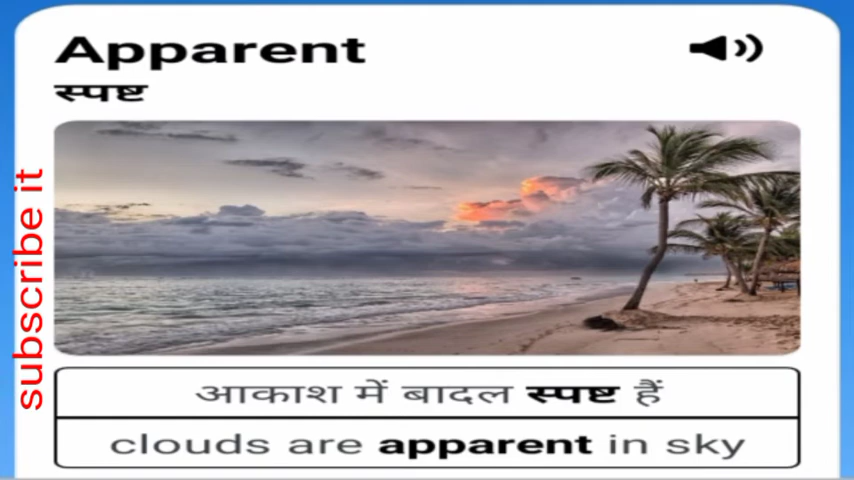 Apparent
स्पष्ट
subscribe it
आकाश में बादल स्पष्ट हैं
clouds are apparent in sky